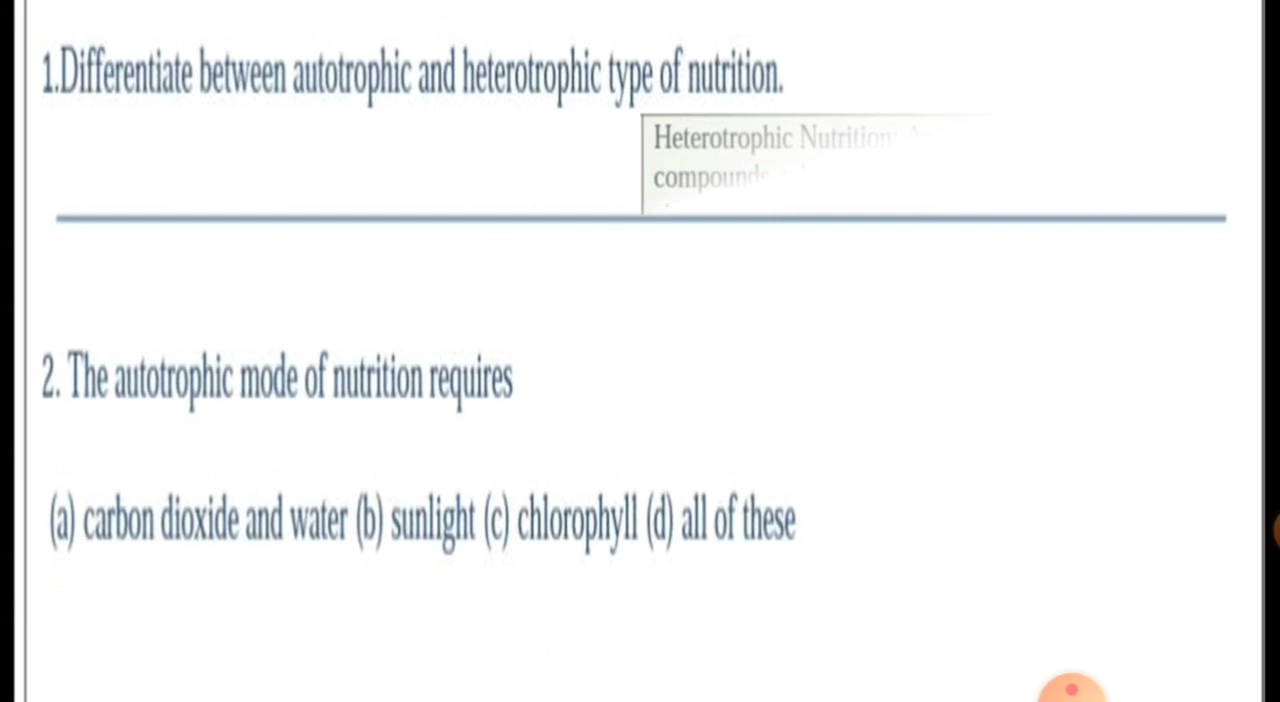 1.Differentiate between autotrophic and heterotrophic type of nutrition.
Heterotrophic Nutrition:
compounds
2. The autotrophic mode of nutrition requires
(a) carbon dioxide and water (b) sunlight (c) chlorophyll (d) all of these